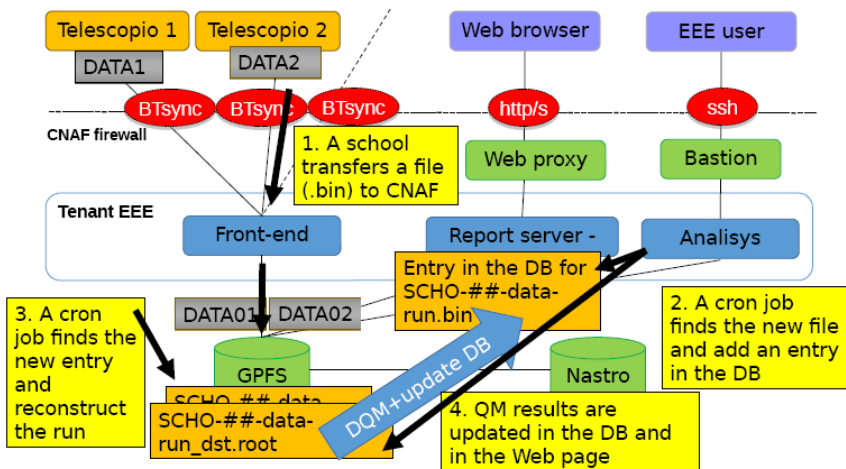 Telescopio 1
Telescopio 2
Web browser
EEE user
DATA1
DATA2
BTsync
BTsync
BTsync
http/s
ssh
CNAF firewall
1. A school
transfers a file
(.bin) to CNAF
Web proxy
Bastion
Tenant EEE
Front-end
Report server -
Analisys
Entry in the DB for
SCHO-##-data-
run.bin
DATA01
DATA02
3. A cron
job finds the
new entry
and
reconstruct
the run
2. A cron job
finds the new file
and add an entry
in the DB
DQM+update DB
GPFS
Nastro
SCHO-##-data-
SCHO-##-data-
run_dst.root
4. QM results are
updated in the DB and
in the Web page